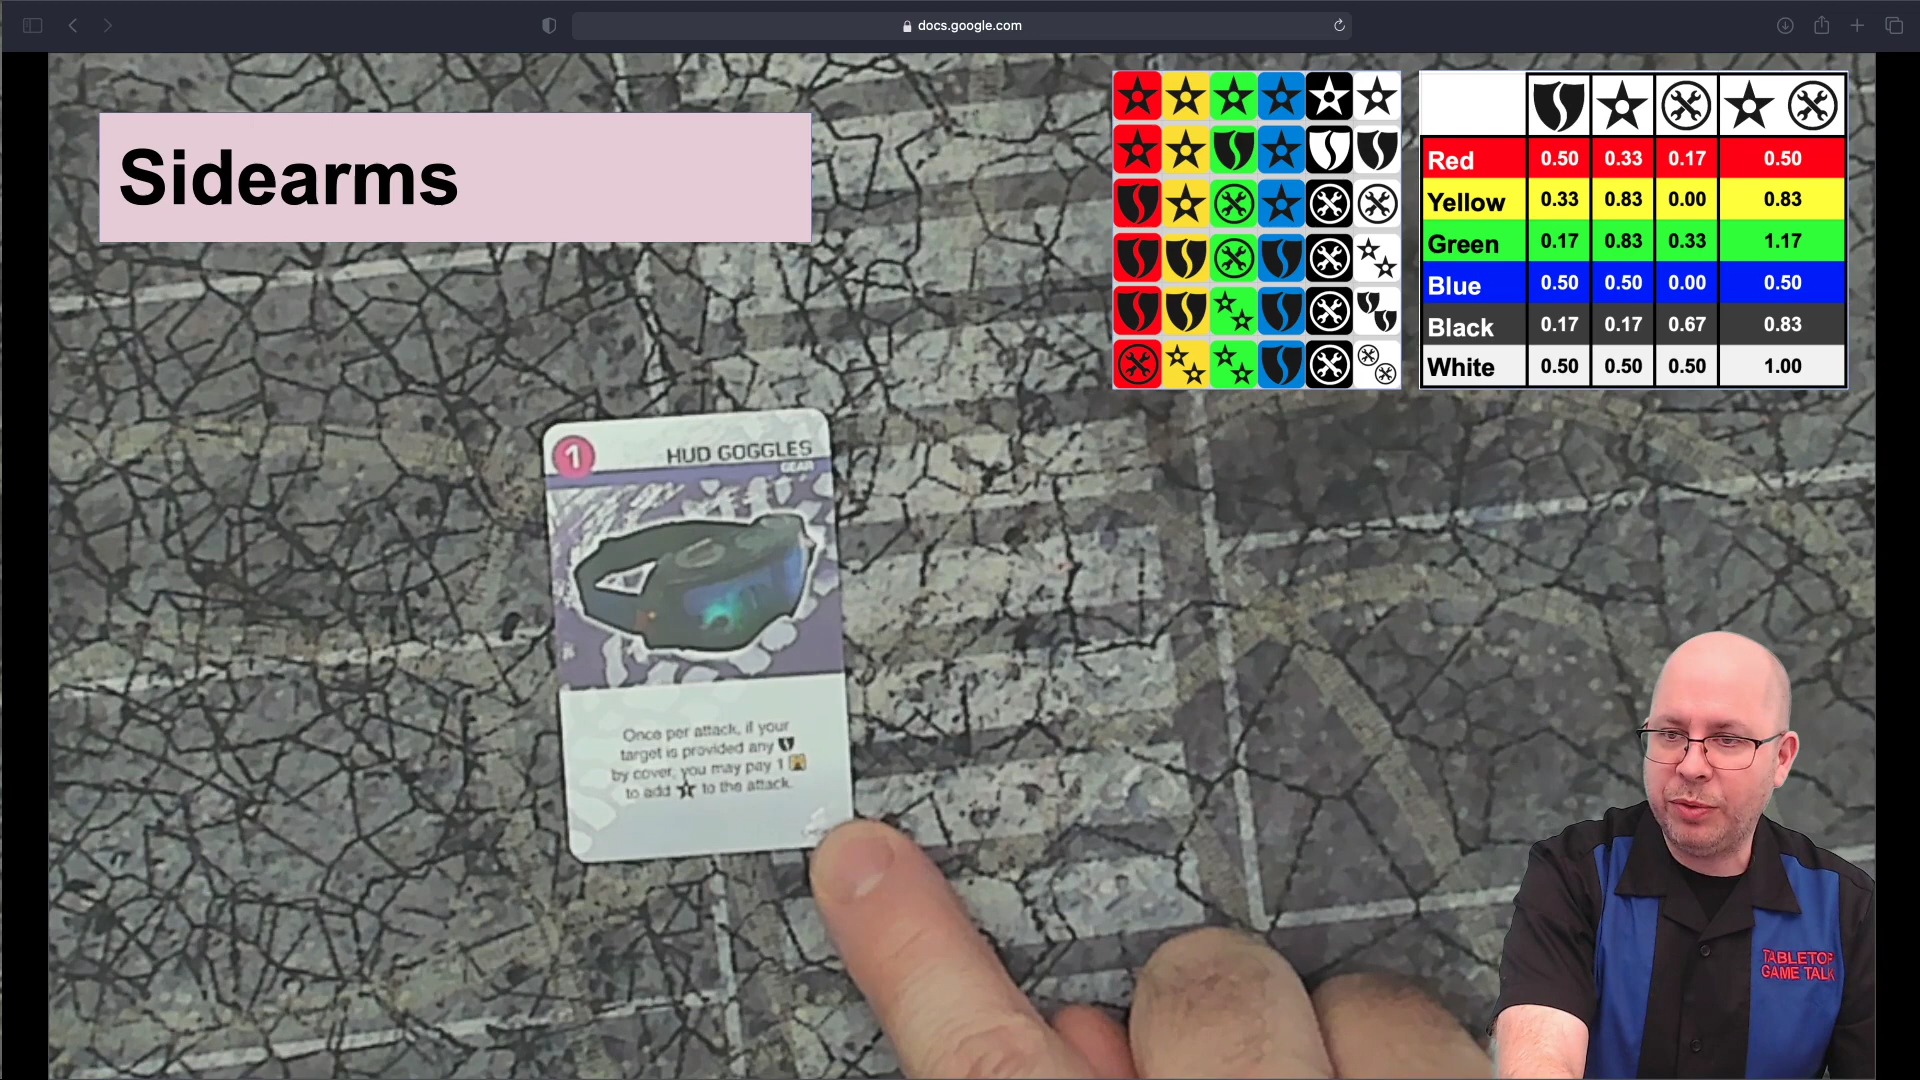 docs.google.com
Sidearms
Red 0.50 0.33 0.17 0.50
Yellow 0.33 0.83 0.00 0.83
Green 0.17 0.83 0.33 1.17
Blue 0.50 0.50 0.00 0.50
Black 0.17 0.17 0.67 0.83
White 0.50 0.50 0.50 1.00
1
HUD GOGGLES
GEAR
Once per attack, if your
target is provided any
by cover, you may pay 1
to add to the attack.
TABLETOP
GAME TALK